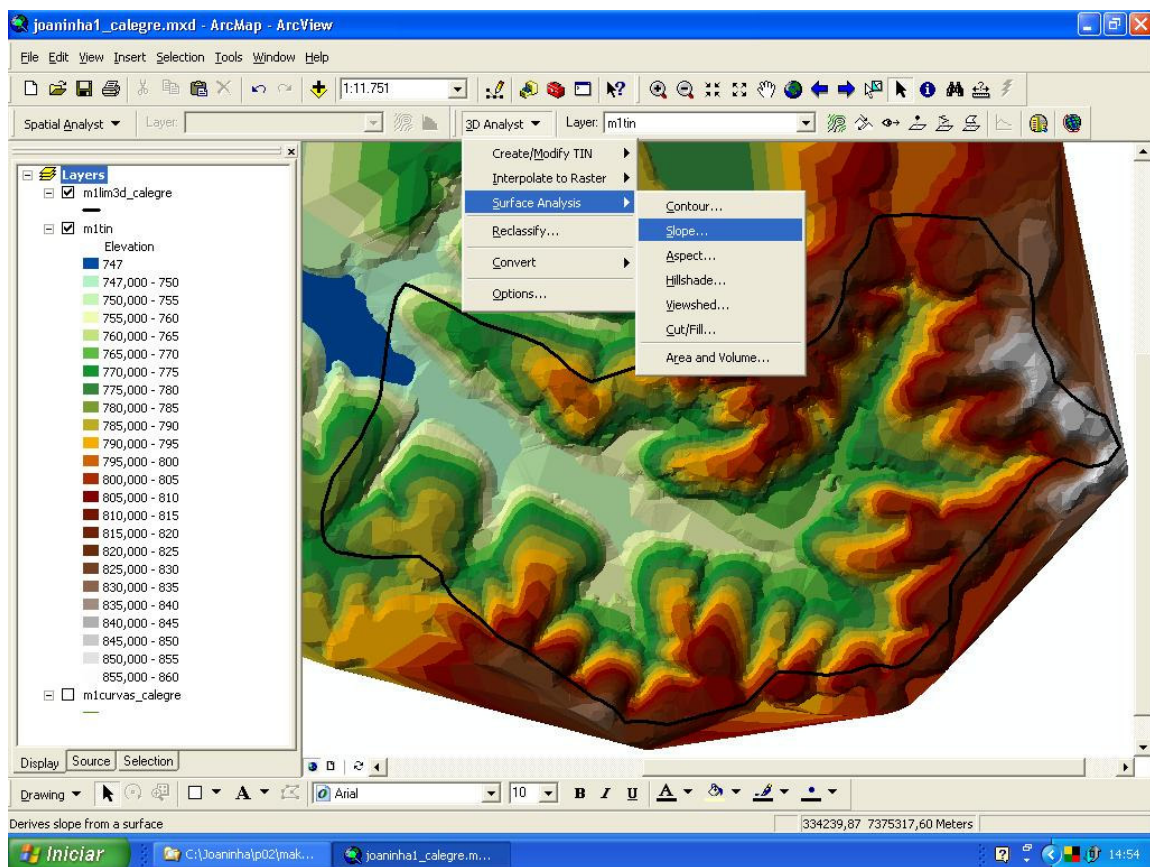 joaninha1_calegre.mxd - ArcMap - ArcView
File Edit View Insert Selection Tools Window Help
1:11.751
Spatial Analyst Layer: 3D Analyst Layer: m1tin
Create/Modify TIN
Interpolate to Raster
Surface Analysis
Reclassify...
Convert
Options...
Contour...
Slope...
Aspect...
Hillshade...
Viewshed...
Cut/Fill...
Area and Volume...
Layers
m1lim3d_calegre
m1tin
Elevation
747
747,000 - 750
750,000 - 755
755,000 - 760
760,000 - 765
765,000 - 770
770,000 - 775
775,000 - 780
780,000 - 785
785,000 - 790
790,000 - 795
795,000 - 800
800,000 - 805
805,000 - 810
810,000 - 815
815,000 - 820
820,000 - 825
825,000 - 830
830,000 - 835
835,000 - 840
840,000 - 845
845,000 - 850
850,000 - 855
855,000 - 860
m1curvas_calegre
Display Source Selection
Drawing A Arial 10 B I U A
Derives slope from a surface
334239,87 7375317,60 Meters
Iniciar C:\Joaninha\p02\mak... joaninha1_calegre.m... 14:54